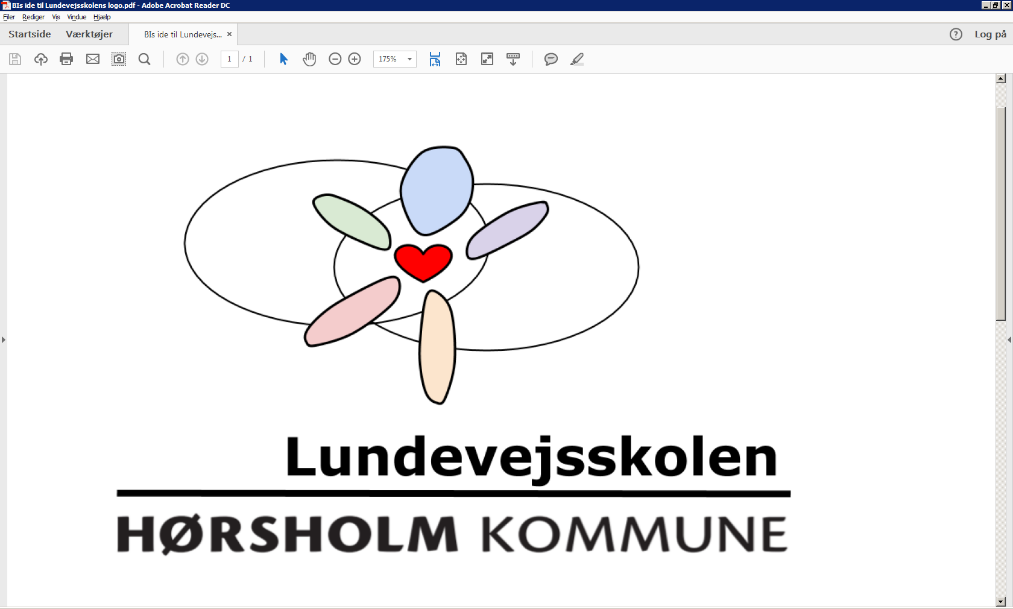 BIs ide til Lundevejsskolens logo.pdf - Adobe Acrobat Reader DC
Filer Rediger Vis Vindue Hjælp
Startside Værktøjer BIs ide til Lundevejs... × ? Log på
1 / 1 175%
Lundevejsskolen
HØRSHOLM KOMMUNE